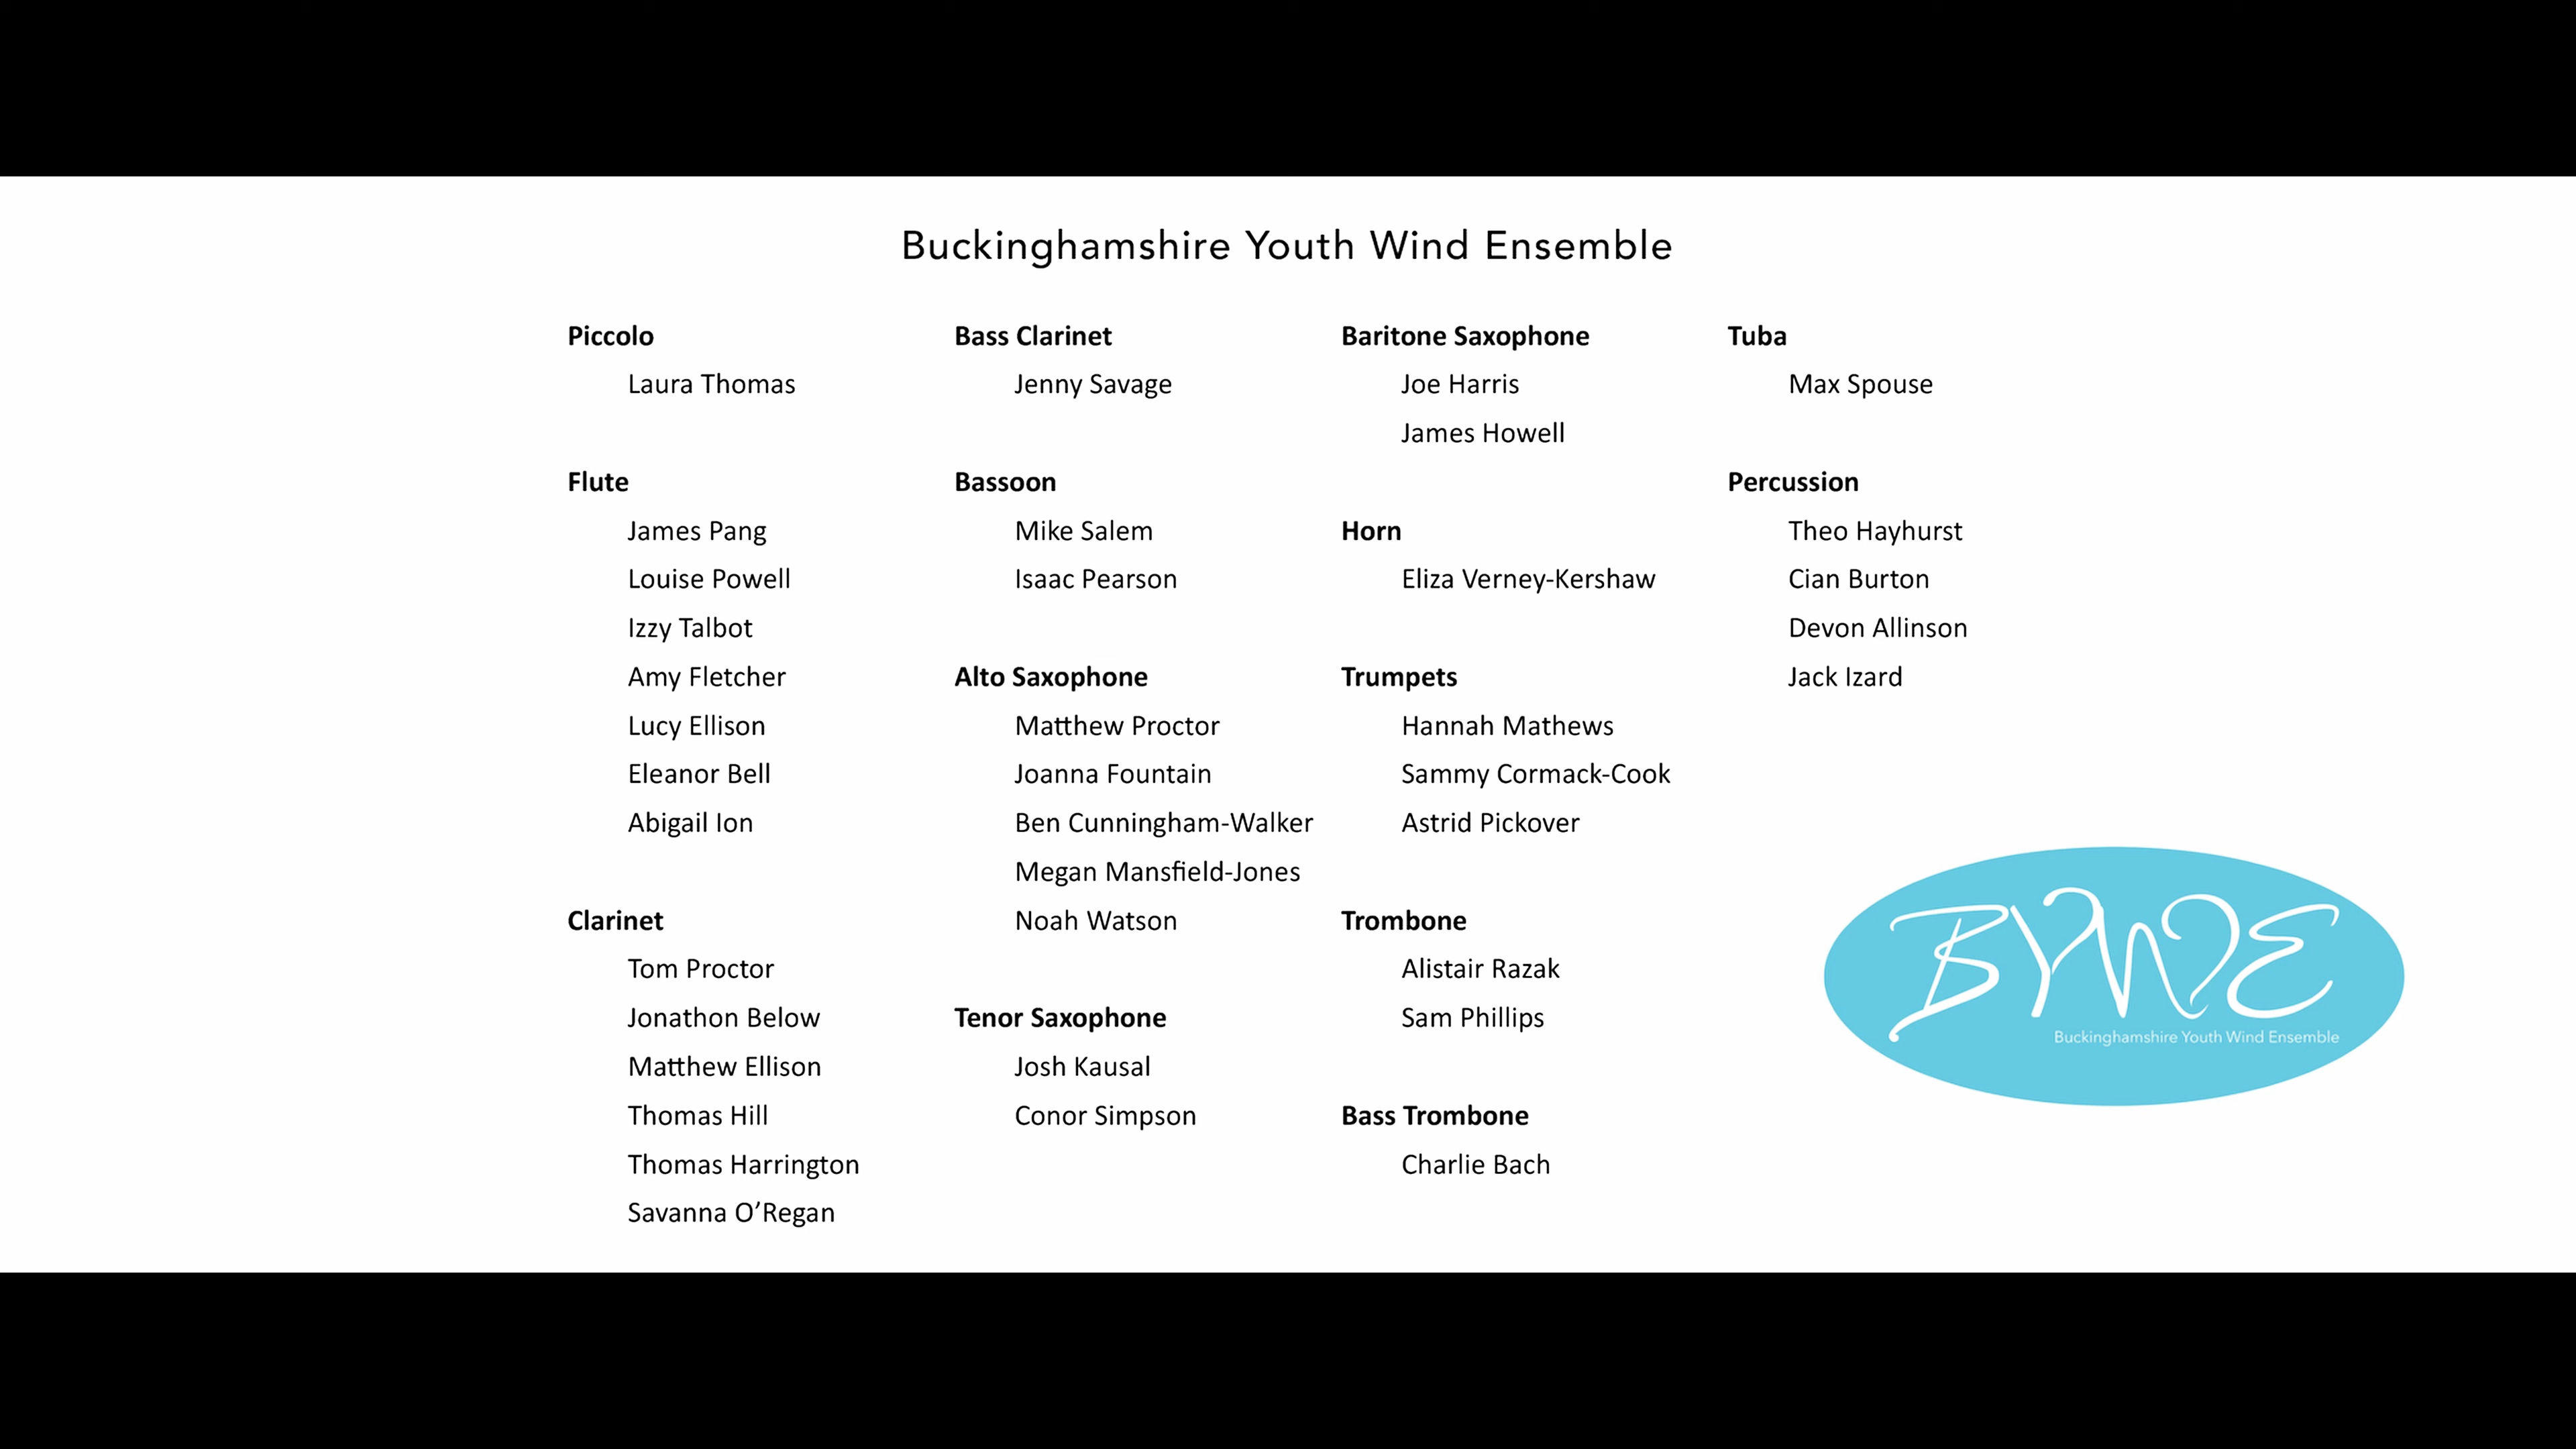 Buckinghamshire Youth Wind Ensemble
Piccolo
Laura Thomas
Flute
James Pang
Louise Powell
Izzy Talbot
Amy Fletcher
Lucy Ellison
Eleanor Bell
Abigail Ion
Clarinet
Tom Proctor
Jonathon Below
Matthew Ellison
Thomas Hill
Thomas Harrington
Savanna O’Regan
Bass Clarinet
Jenny Savage
Bassoon
Mike Salem
Isaac Pearson
Alto Saxophone
Matthew Proctor
Joanna Fountain
Ben Cunningham-Walker
Megan Mansfield-Jones
Noah Watson
Tenor Saxophone
Josh Kausal
Conor Simpson
Baritone Saxophone
Joe Harris
James Howell
Horn
Eliza Verney-Kershaw
Trumpets
Hannah Mathews
Sammy Cormack-Cook
Astrid Pickover
Trombone
Alistair Razak
Sam Phillips
Bass Trombone
Charlie Bach
Tuba
Max Spouse
Percussion
Theo Hayhurst
Cian Burton
Devon Allinson
Jack Izard
BYWE
Buckinghamshire Youth Wind Ensemble